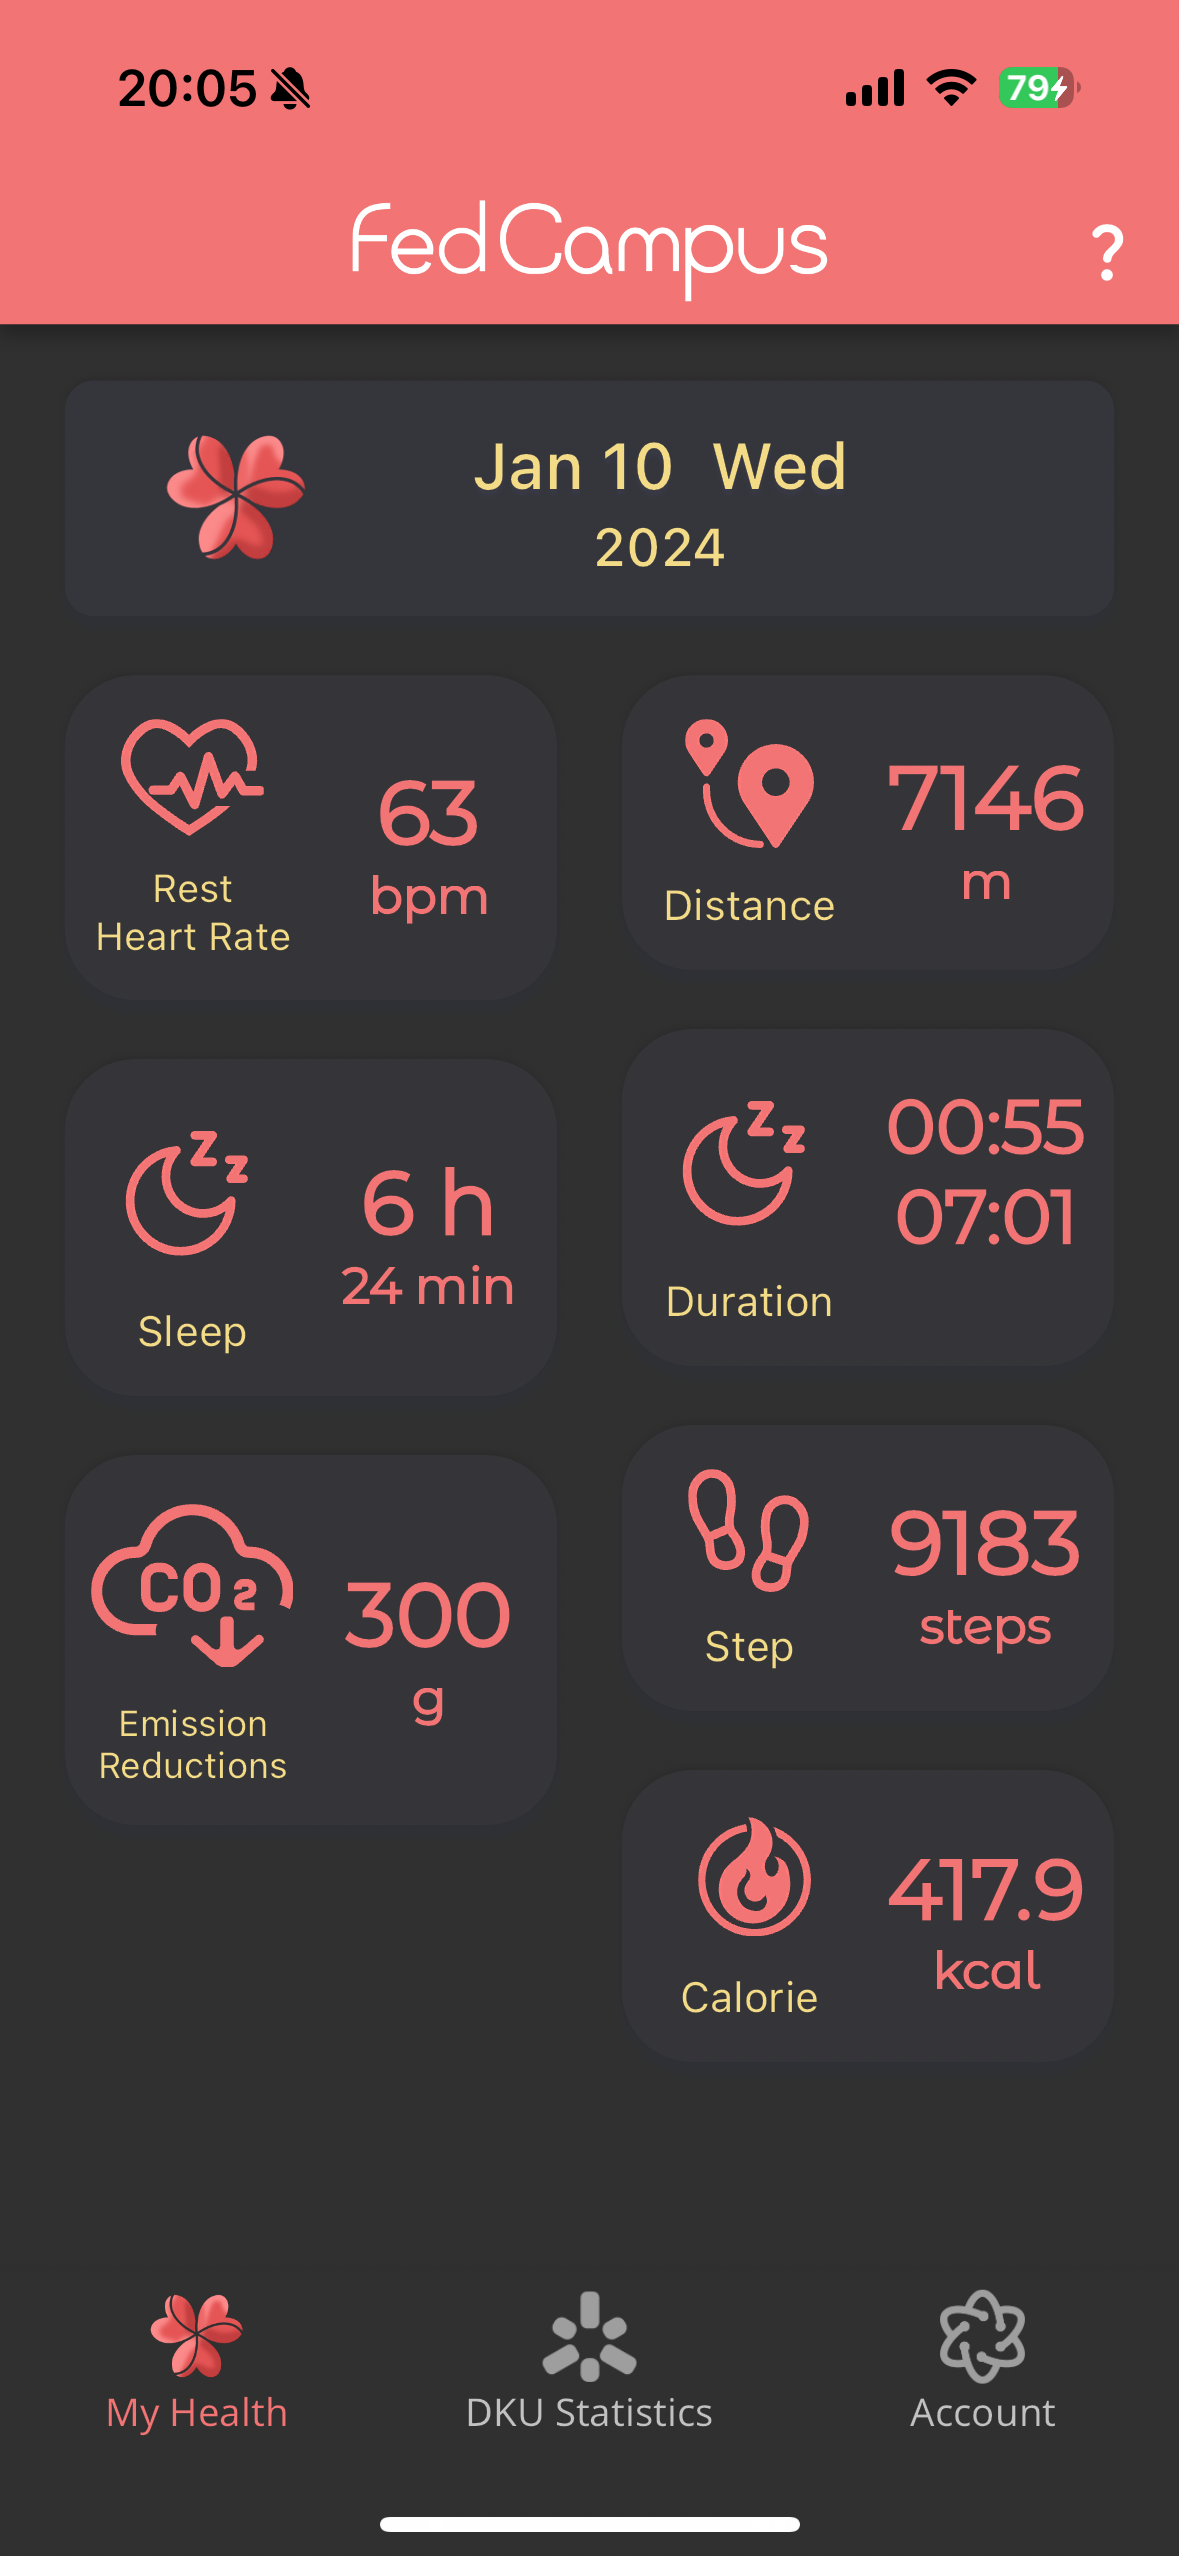 20:05
79
FedCampus
?
Jan 10 Wed
2024
63
bpm
Rest
Heart Rate
7146
m
Distance
6 h
24 min
Sleep
00:55
07:01
Duration
CO2
300
g
Emission
Reductions
9183
steps
Step
417.9
kcal
Calorie
My Health
DKU Statistics
Account